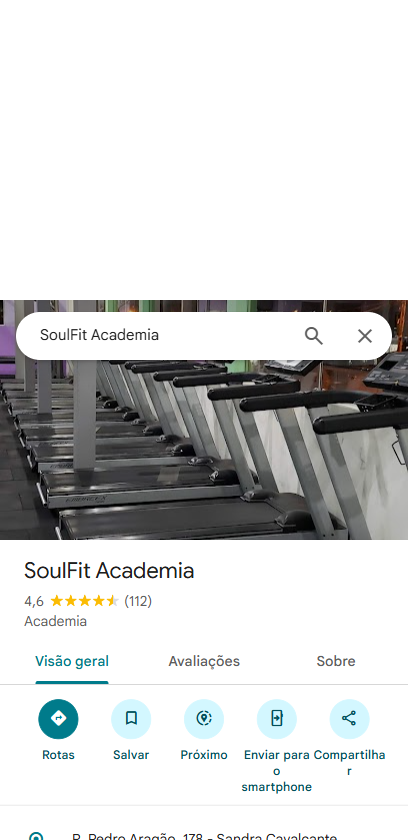 SoulFit Academia
SoulFit Academia
4,6 (112)
Academia
Visão geral Avaliações Sobre
Rotas Salvar Próximo Enviar para o smartphone Compartilhar
R. Pedro Aragão, 178 - Sandra Cavalcante